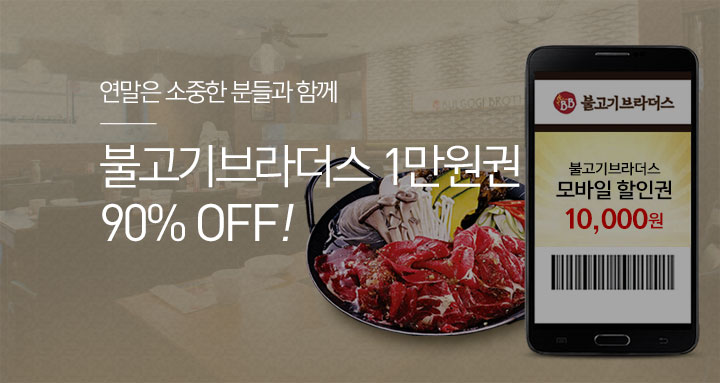 연말은 소중한 분들과 함께
불고기브라더스 1만원권
90% OFF!
BULGOGI BROTH
BB 불고기브라더스
불고기브라더스
모바일 할인권
10,000원